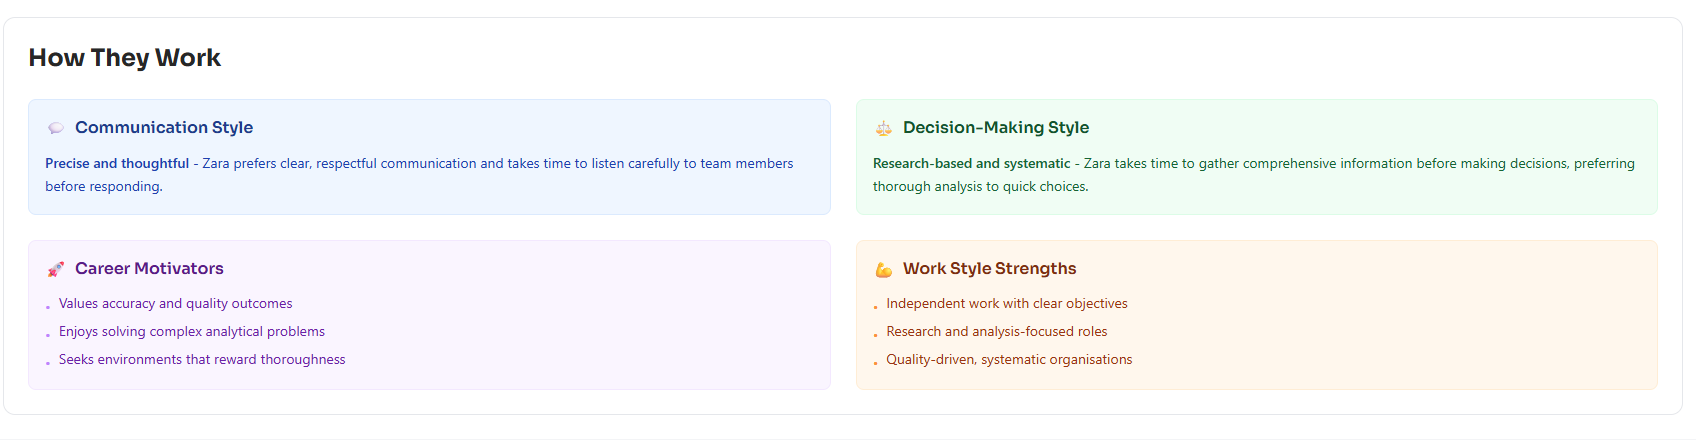 How They Work
Communication Style
Precise and thoughtful - Zara prefers clear, respectful communication and takes time to listen carefully to team members
before responding.
Decision-Making Style
Research-based and systematic - Zara takes time to gather comprehensive information before making decisions, preferring
thorough analysis to quick choices.
Career Motivators
• Values accuracy and quality outcomes
• Enjoys solving complex analytical problems
• Seeks environments that reward thoroughness
Work Style Strengths
• Independent work with clear objectives
• Research and analysis-focused roles
• Quality-driven, systematic organisations